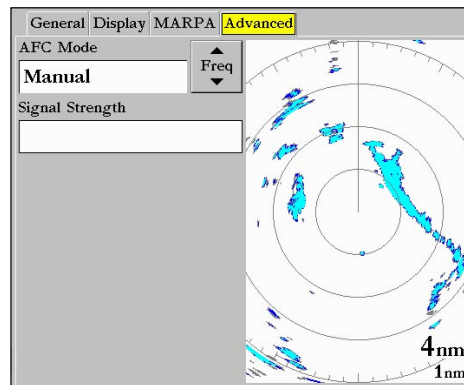 General Display MARPA Advanced
AFC Mode
Manual
Freq
Signal Strength
4nm
1nm